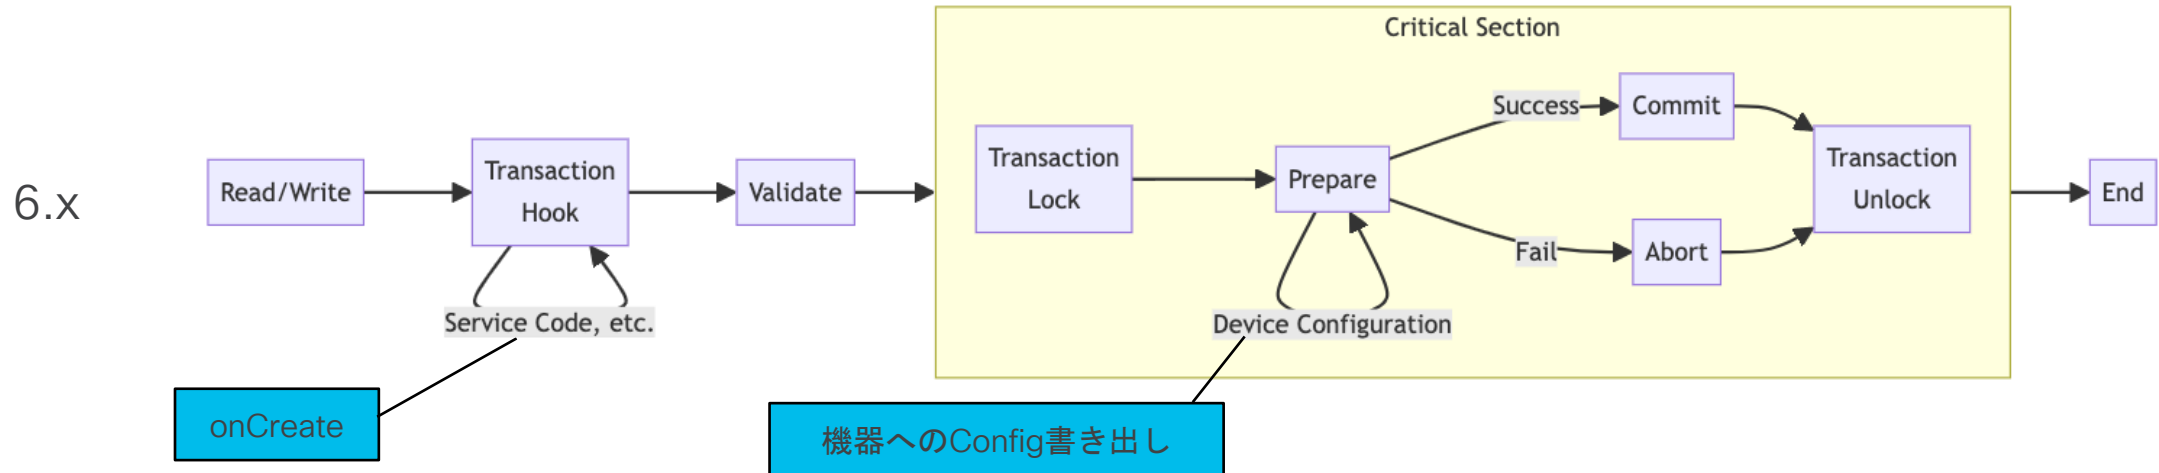 Critical Section
6.x
Read/Write
Transaction
Hook
Service Code, etc.
Validate
Transaction
Lock
Prepare
Device Configuration
Success
Commit
Fail
Abort
Transaction
Unlock
End
onCreate
機器へのConfig書き出し